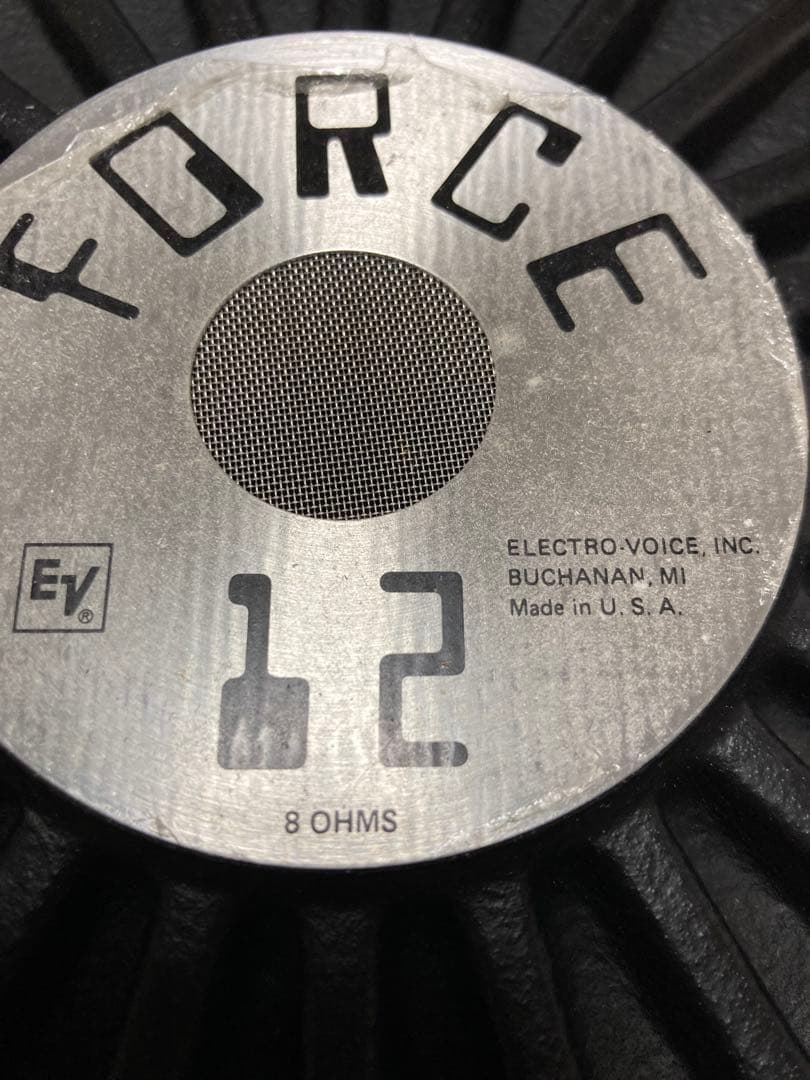 FORCE
EV®
ELECTRO-VOICE, INC.
BUCHANAN, MI
Made in U. S. A.
12
8 OHMS